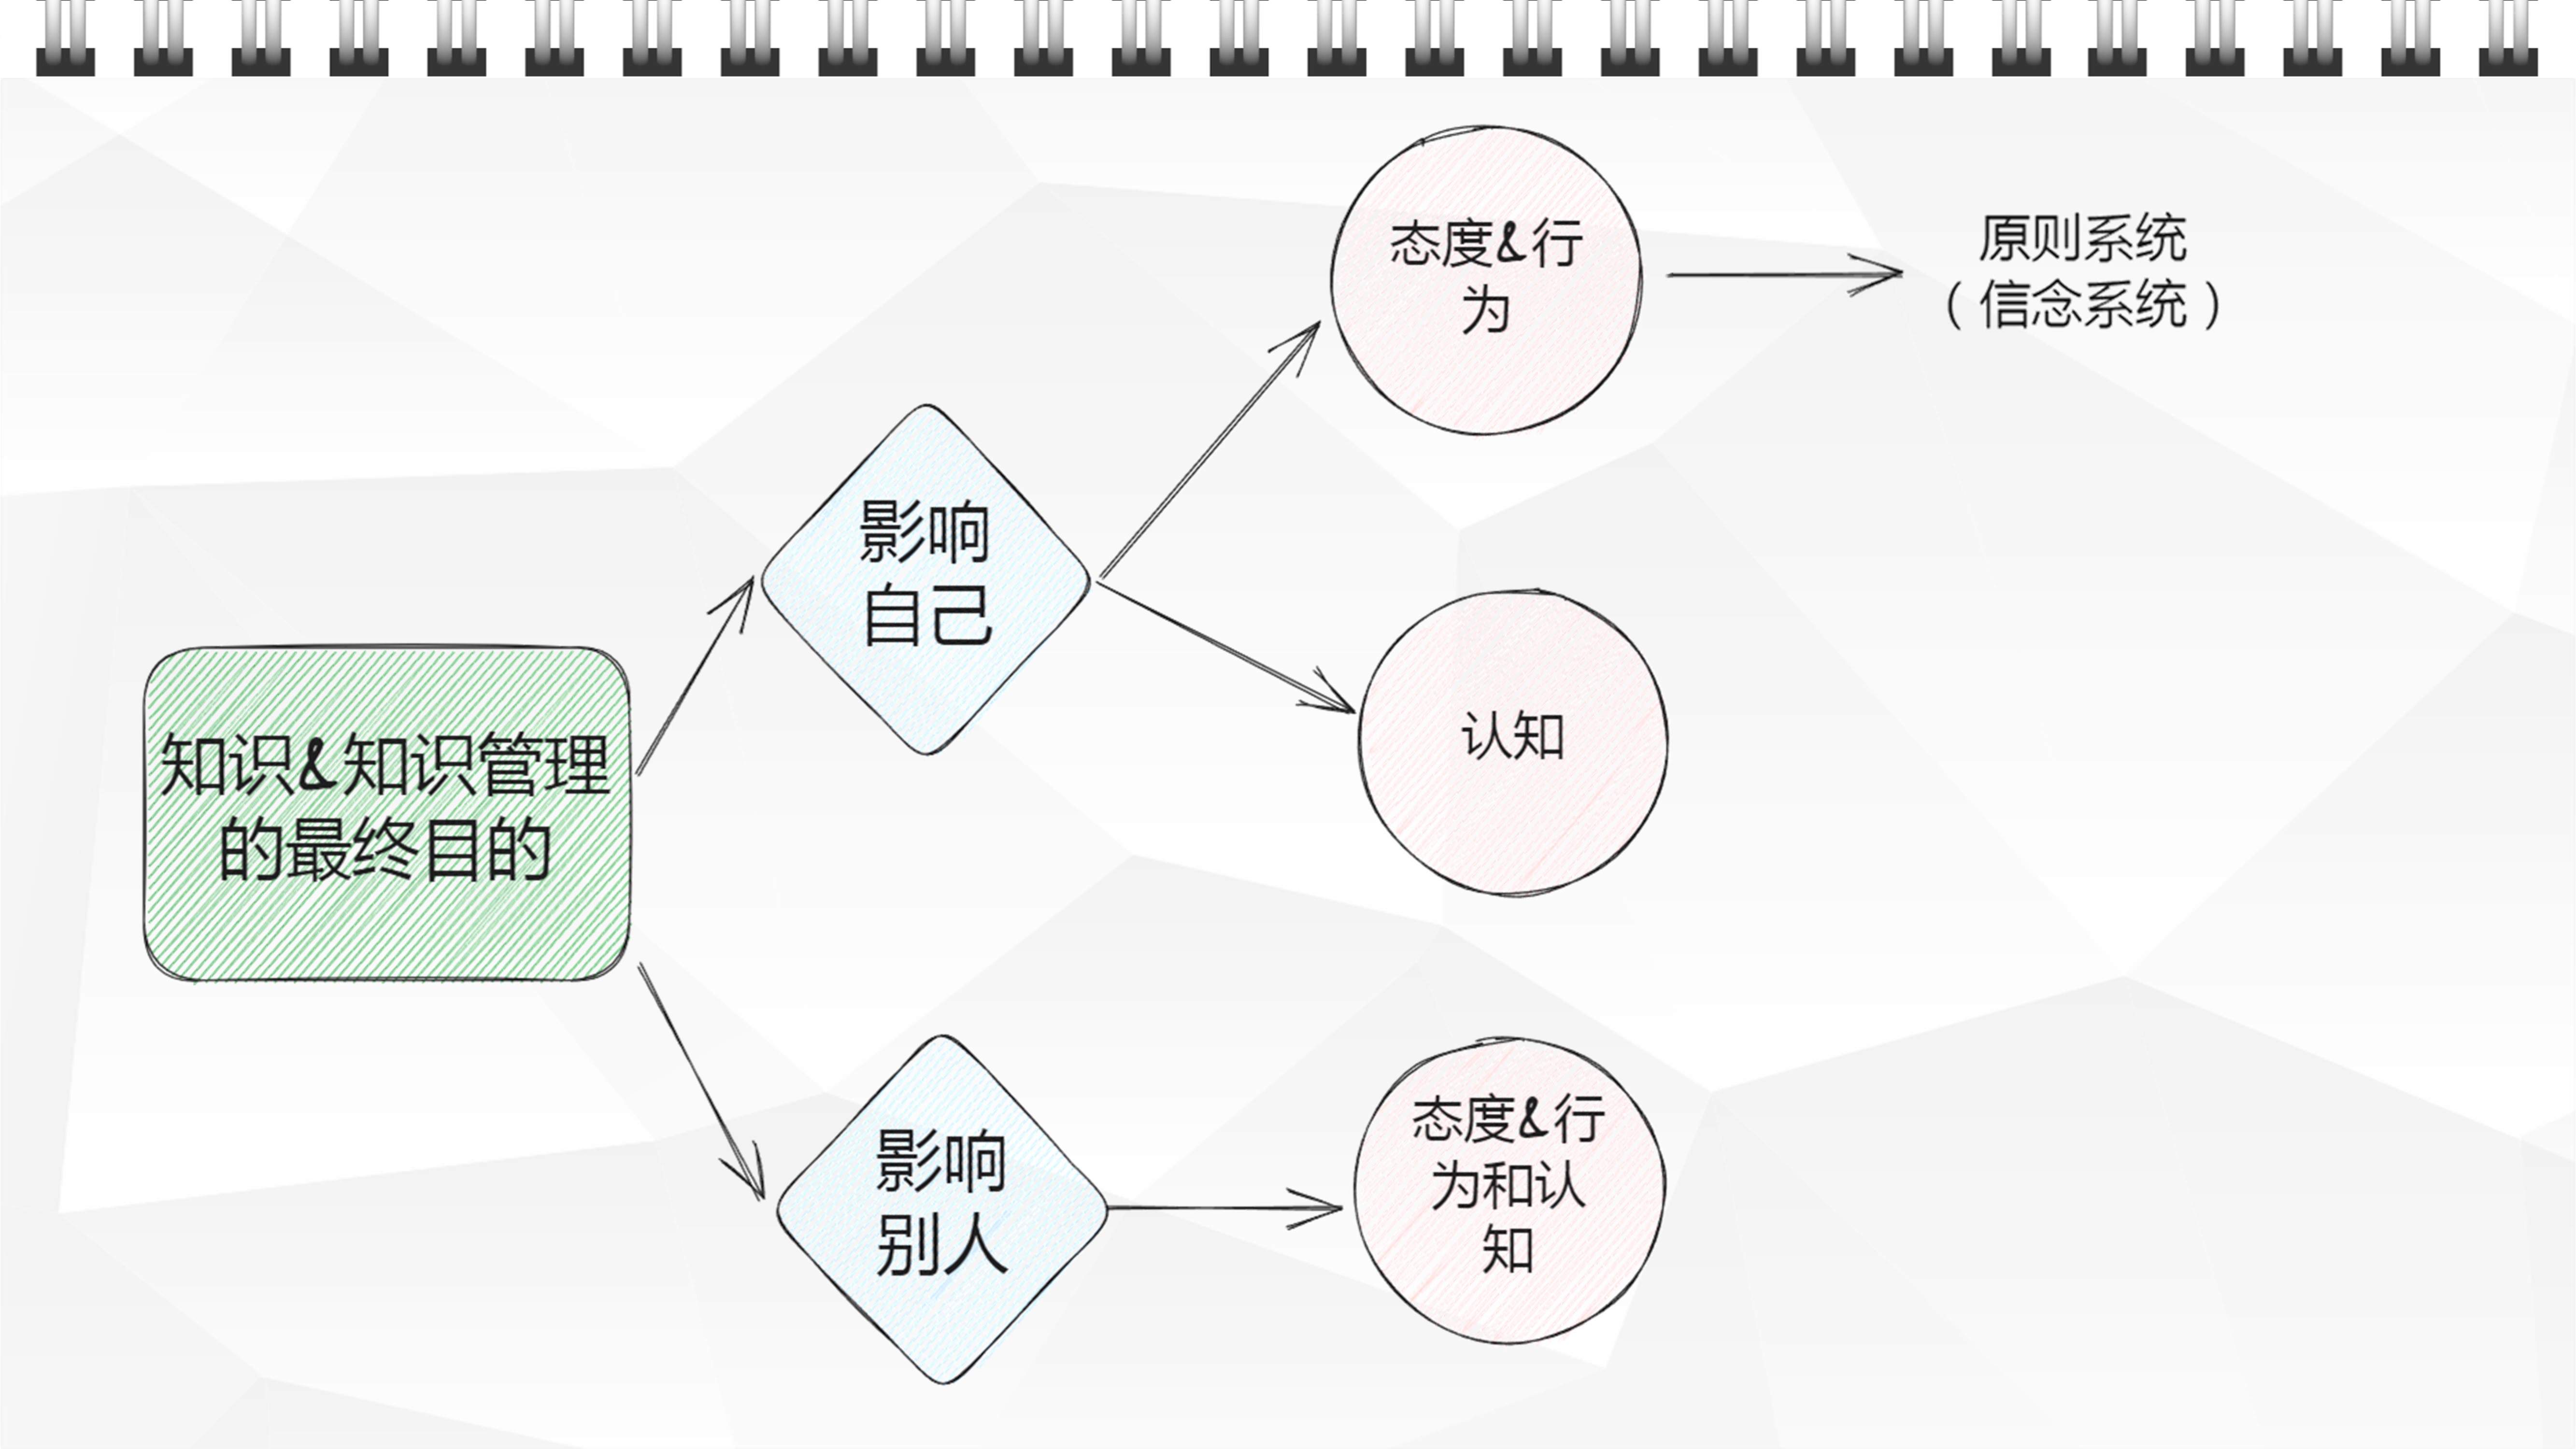 态度&行
为
原则系统
（信念系统）
影响
自己
认知
知识&知识管理
的最终目的
影响
别人
态度&行
为和认
知